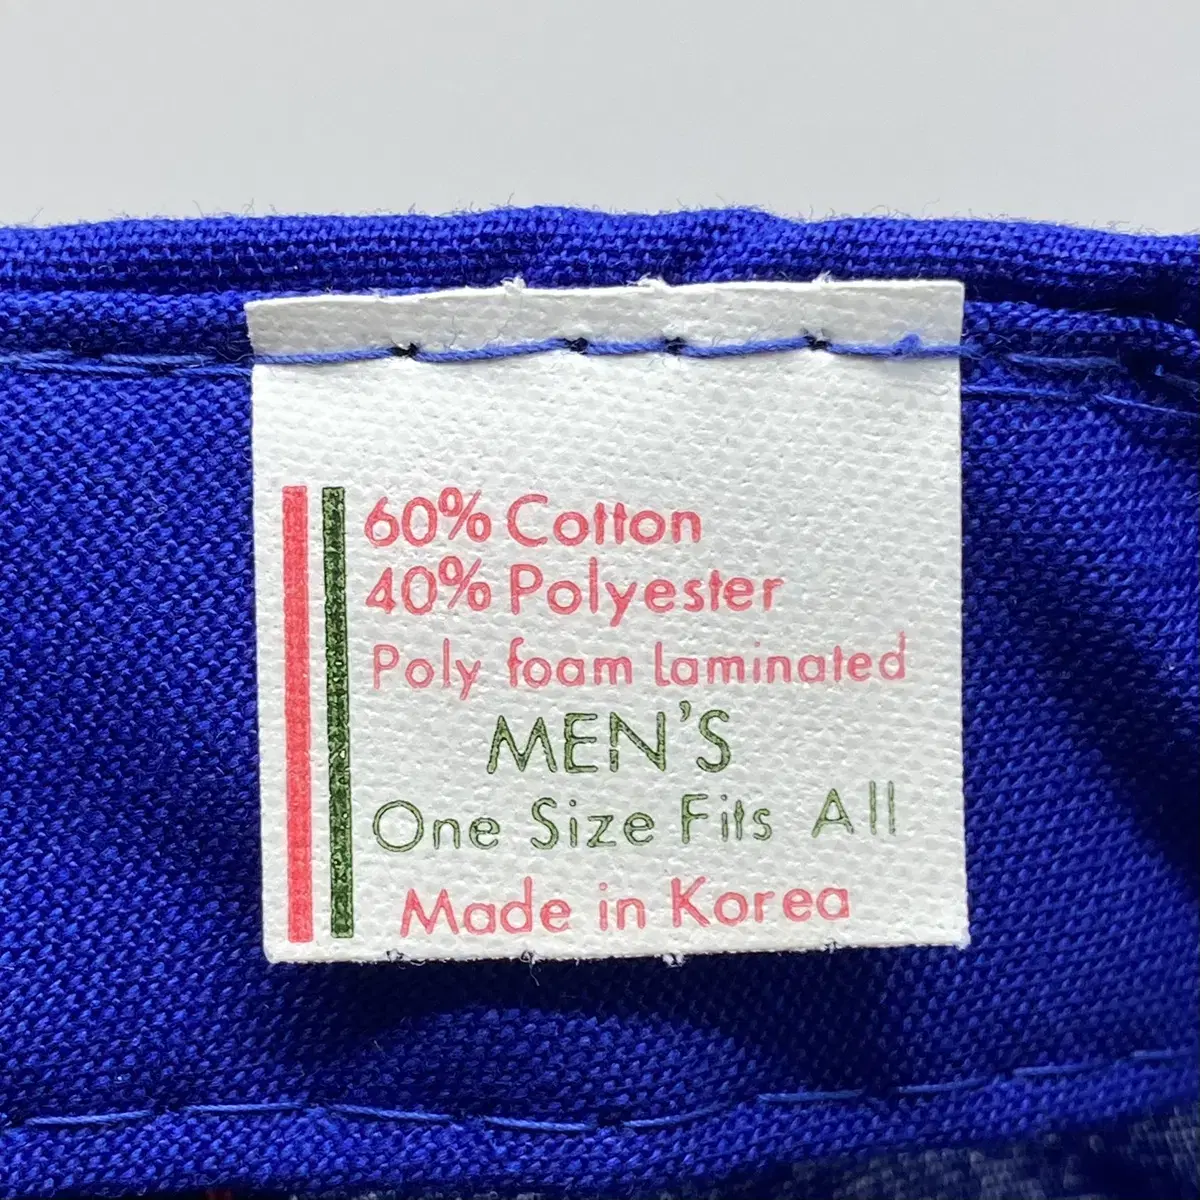 60% Cotton
40% Polyester
Poly foam Laminated
MEN'S
One Size Fits All
Made in Korea